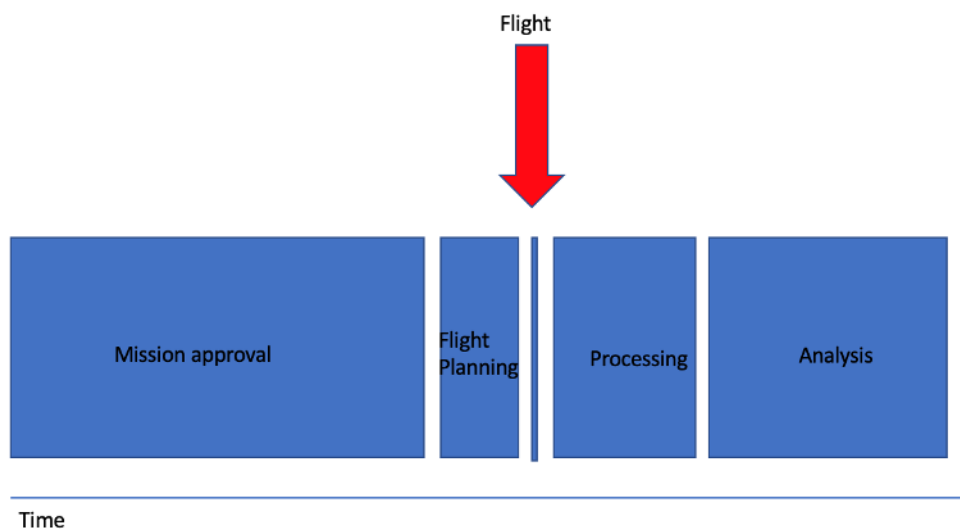 Flight
Mission approval
Flight
Planning
Processing
Analysis
Time